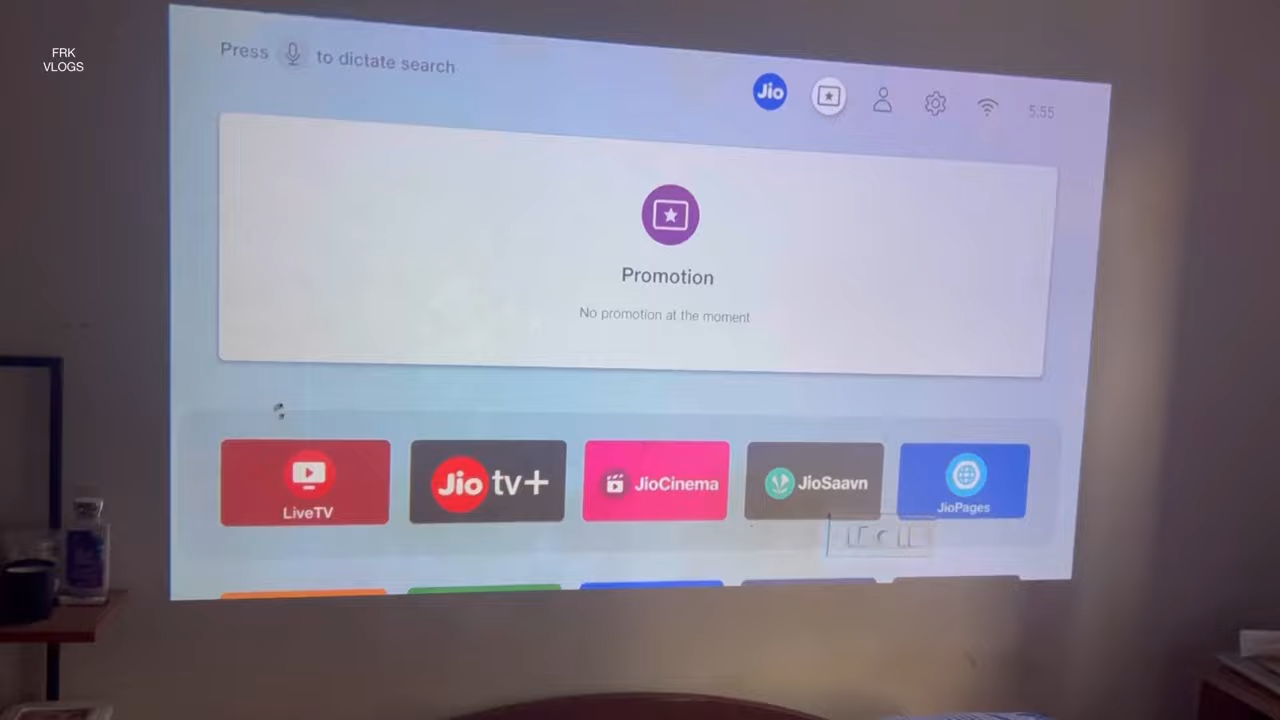 FRK
VLOGS
Press to dictate search
Jio
5:55
Promotion
No promotion at the moment
LiveTV
Jio tv+
JioCinema
JioSaavn
JioPages